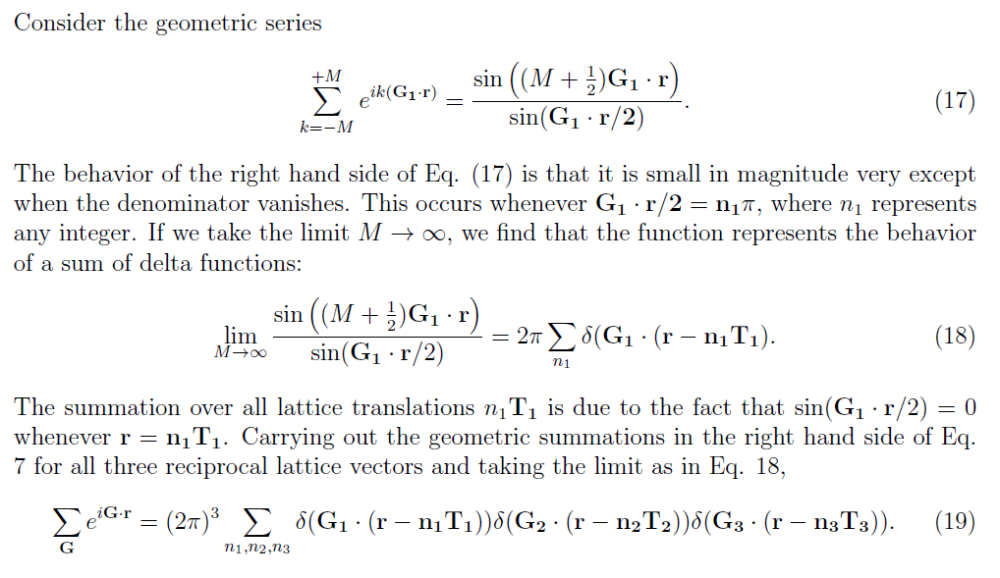 Consider the geometric series
\sum_{k=-M}^{+M} e^{ik(\mathbf{G_1}\cdot\mathbf{r})} = \frac{\sin\left((M+\frac{1}{2})\mathbf{G_1}\cdot\mathbf{r}\right)}{\sin(\mathbf{G_1}\cdot\mathbf{r}/\mathbf{2})}. (17)
The behavior of the right hand side of Eq. (17) is that it is small in magnitude very except
when the denominator vanishes. This occurs whenever \mathbf{G_1}\cdot\mathbf{r}/\mathbf{2} = \mathbf{n_1}\pi, where n_1 represents
any integer. If we take the limit M \to \infty, we find that the function represents the behavior
of a sum of delta functions:
\lim_{M\to\infty} \frac{\sin\left((M+\frac{1}{2})\mathbf{G_1}\cdot\mathbf{r}\right)}{\sin(\mathbf{G_1}\cdot\mathbf{r}/2)} = 2\pi \sum_{n_1} \delta(\mathbf{G_1}\cdot(\mathbf{r}-\mathbf{n_1}\mathbf{T_1}). (18)
The summation over all lattice translations n_1\mathbf{T_1} is due to the fact that \sin(\mathbf{G_1}\cdot\mathbf{r}/2) = 0
whenever \mathbf{r} = \mathbf{n_1}\mathbf{T_1}. Carrying out the geometric summations in the right hand side of Eq.
7 for all three reciprocal lattice vectors and taking the limit as in Eq. 18,
\sum_{\mathbf{G}} e^{i\mathbf{G}\cdot\mathbf{r}} = (2\pi)^3 \sum_{n_1,n_2,n_3} \delta(\mathbf{G_1}\cdot(\mathbf{r}-\mathbf{n_1}\mathbf{T_1}))\delta(\mathbf{G_2}\cdot(\mathbf{r}-\mathbf{n_2}\mathbf{T_2}))\delta(\mathbf{G_3}\cdot(\mathbf{r}-\mathbf{n_3}\mathbf{T_3})). (19)